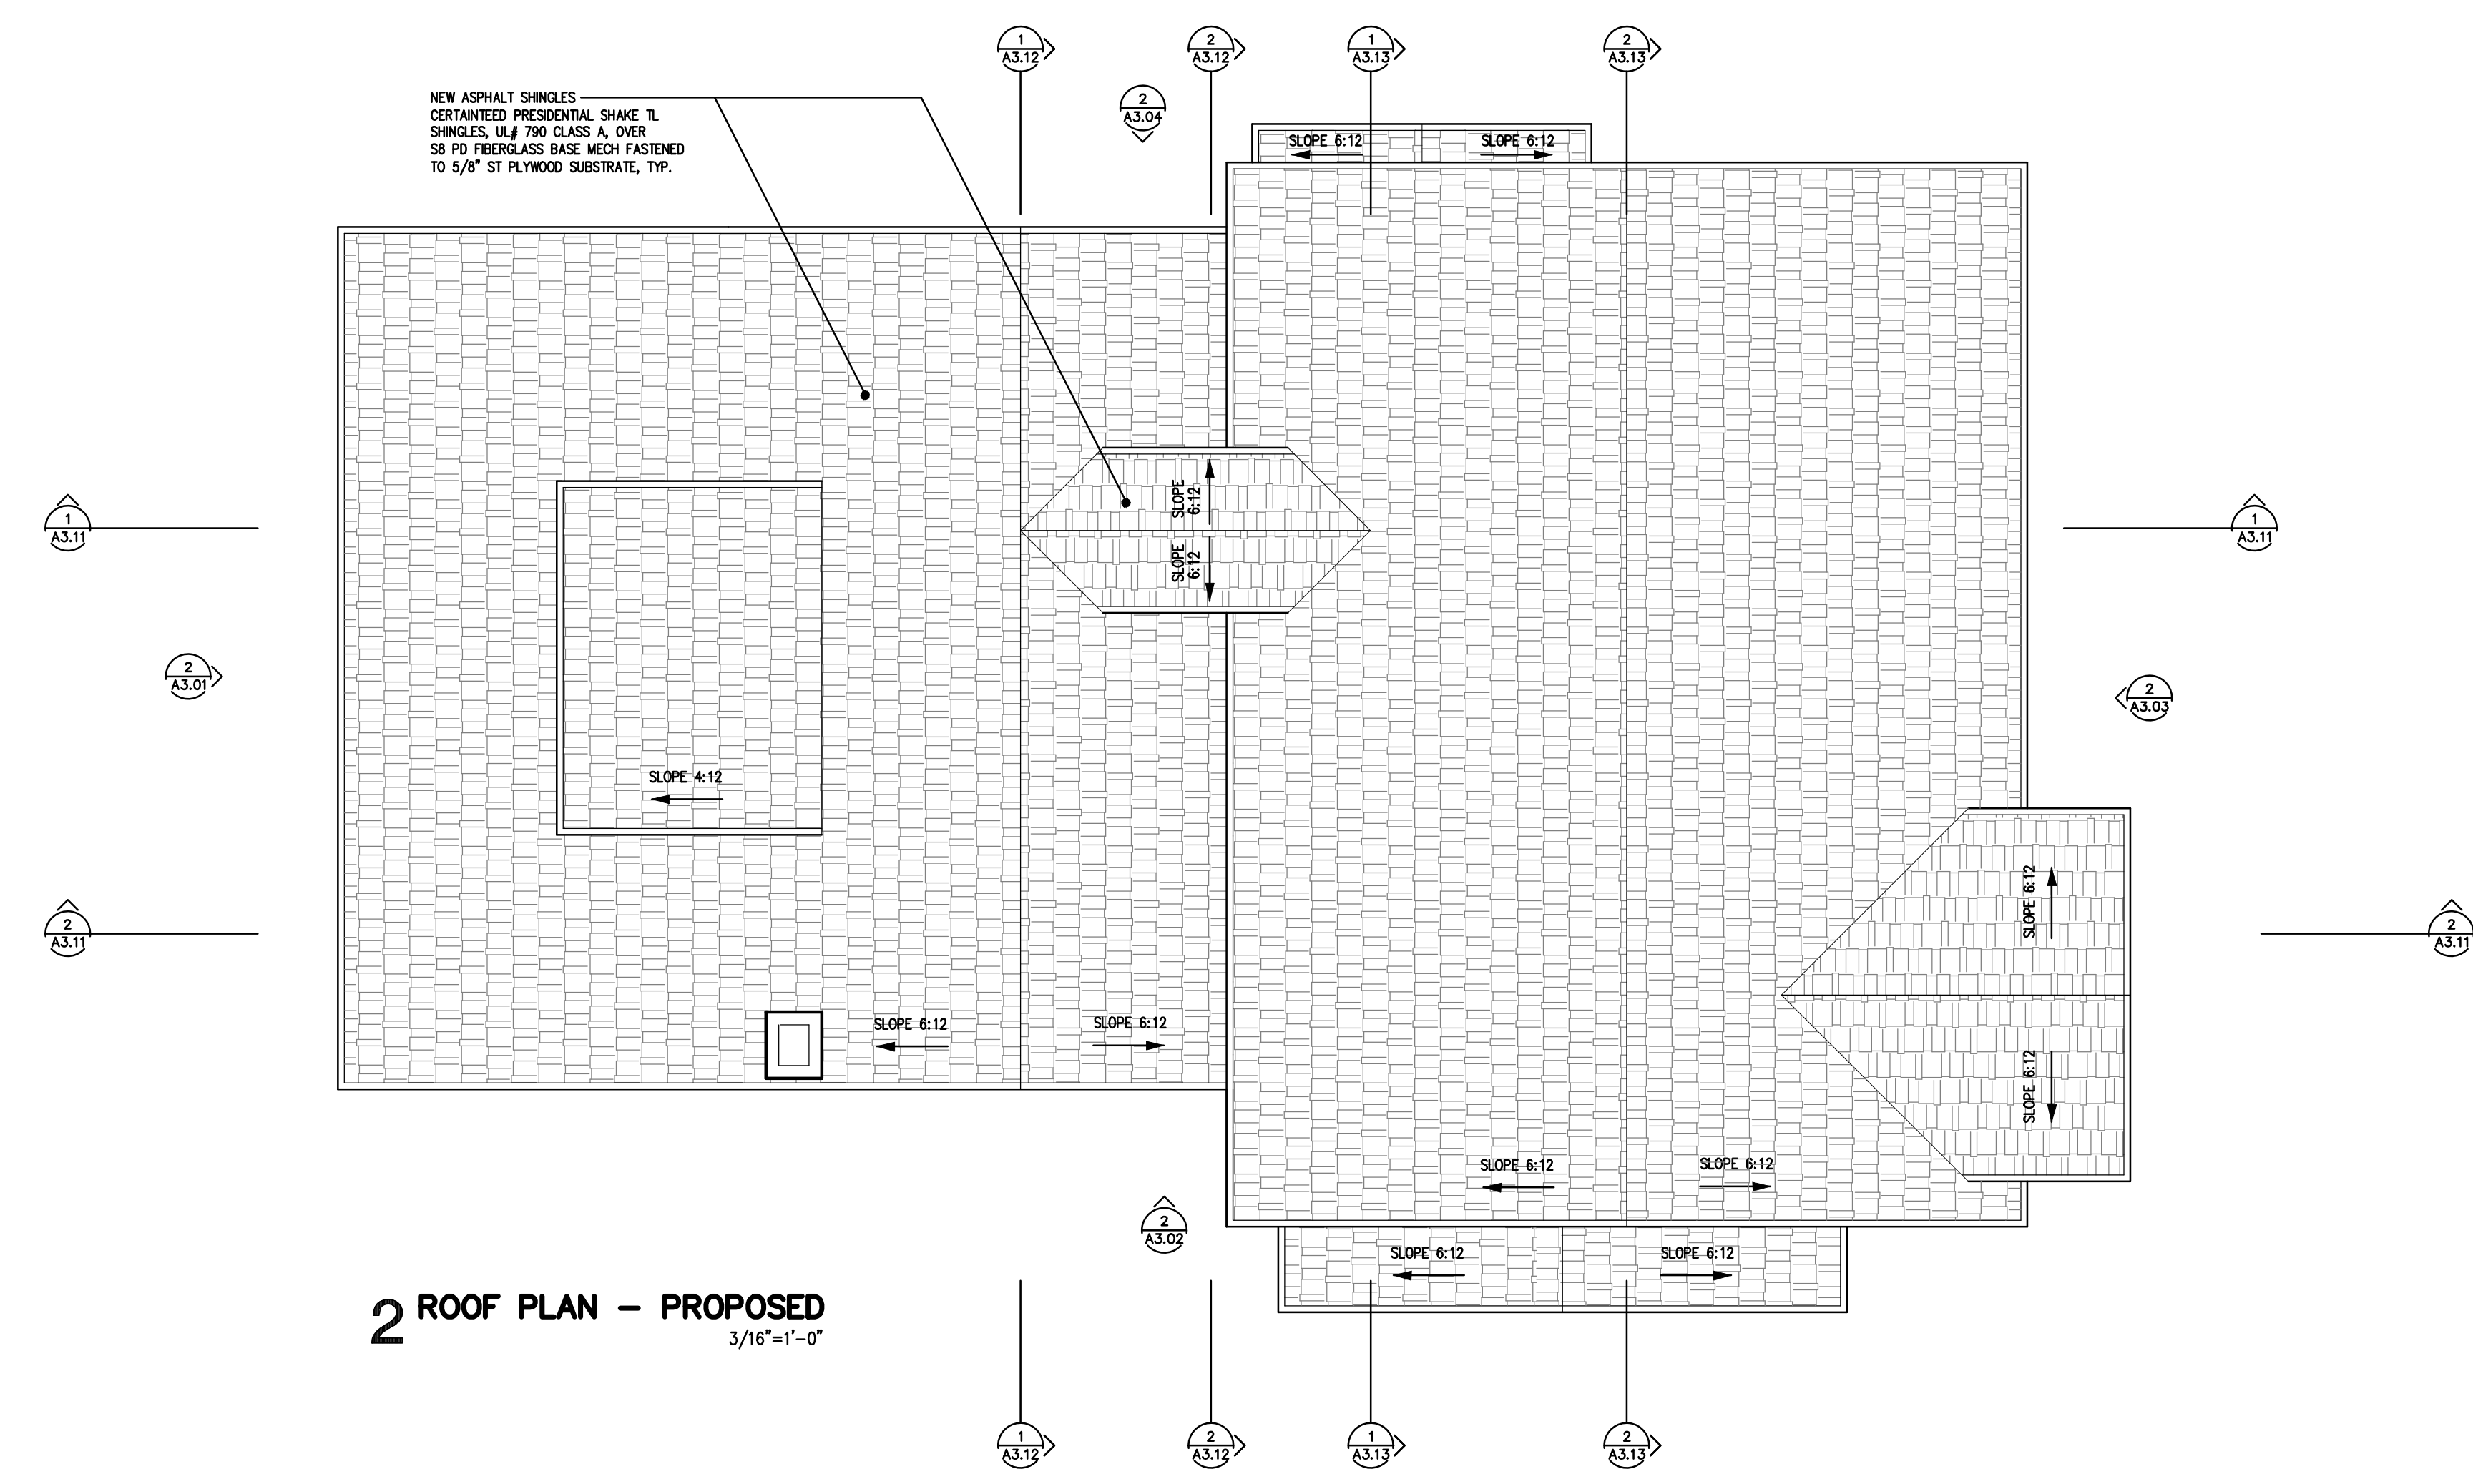 1
A3.12
2
A3.12
1
A3.13
2
A3.13
2
A3.04
NEW ASPHALT SHINGLES
CERTAINTEED PRESIDENTIAL SHAKE TL
SHINGLES, UL# 790 CLASS A, OVER
S8 PD FIBERGLASS BASE MECH FASTENED
TO 5/8" ST PLYWOOD SUBSTRATE, TYP.
SLOPE 6:12
SLOPE 6:12
SLOPE
6:12
SLOPE
6:12
1
A3.11
1
A3.11
2
A3.01
2
A3.03
SLOPE 4:12
SLOPE 6:12
2
A3.11
2
A3.11
SLOPE 6:12
SLOPE 6:12
SLOPE 6:12
SLOPE 6:12
SLOPE 6:12
2
A3.02
SLOPE 6:12
SLOPE 6:12
2 ROOF PLAN - PROPOSED
3/16"=1'-0"
1
A3.12
2
A3.12
1
A3.13
2
A3.13